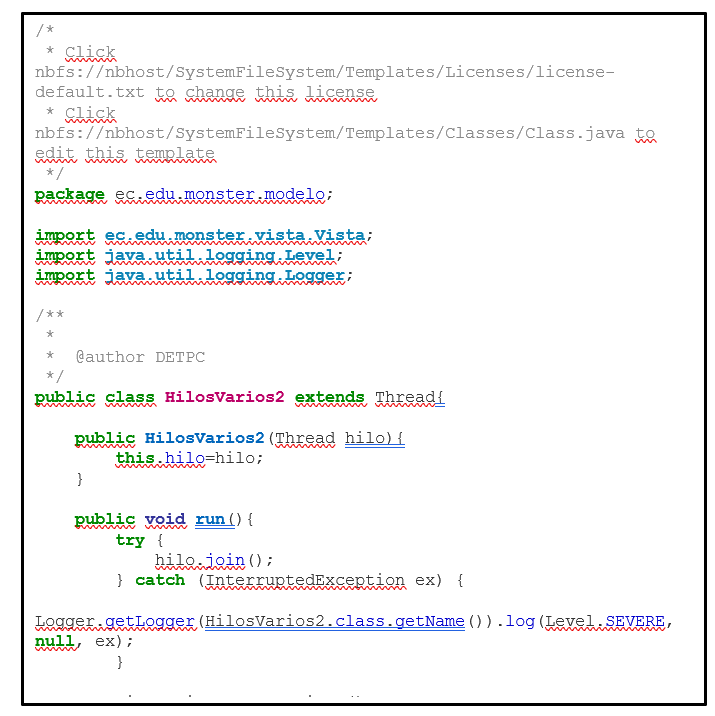 /*
 * Click
nbfs://nbhost/SystemFileSystem/Templates/Licenses/license-
default.txt to change this license
 * Click
nbfs://nbhost/SystemFileSystem/Templates/Classes/Class.java to
edit this template
 */
package ec.edu.monster.modelo;

import ec.edu.monster.vista.Vista;
import java.util.logging.Level;
import java.util.logging.Logger;

/**
 *
 *  @author DETPC
 */
public class HilosVarios2 extends Thread{

    public HilosVarios2(Thread hilo){
        this.hilo=hilo;
    }

    public void run(){
        try {
            hilo.join();
        } catch (InterruptedException ex) {

Logger.getLogger(HilosVarios2.class.getName()).log(Level.SEVERE,
null, ex);
        }